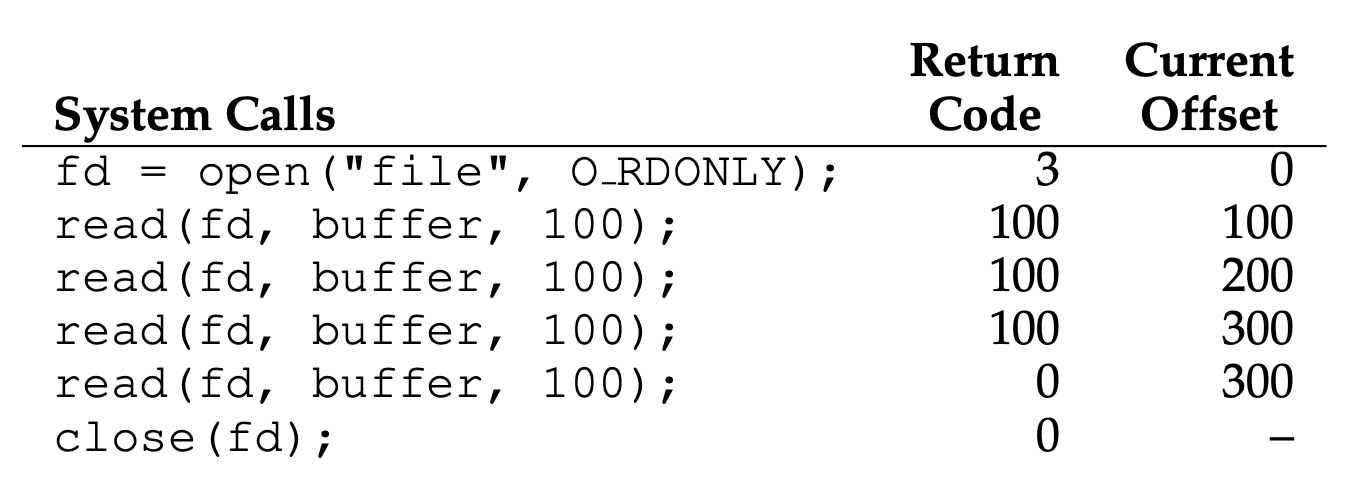 Return Current
System Calls Code Offset
fd = open("file", O_RDONLY); 3 0
read(fd, buffer, 100); 100 100
read(fd, buffer, 100); 100 200
read(fd, buffer, 100); 100 300
read(fd, buffer, 100); 0 300
close(fd); 0 –